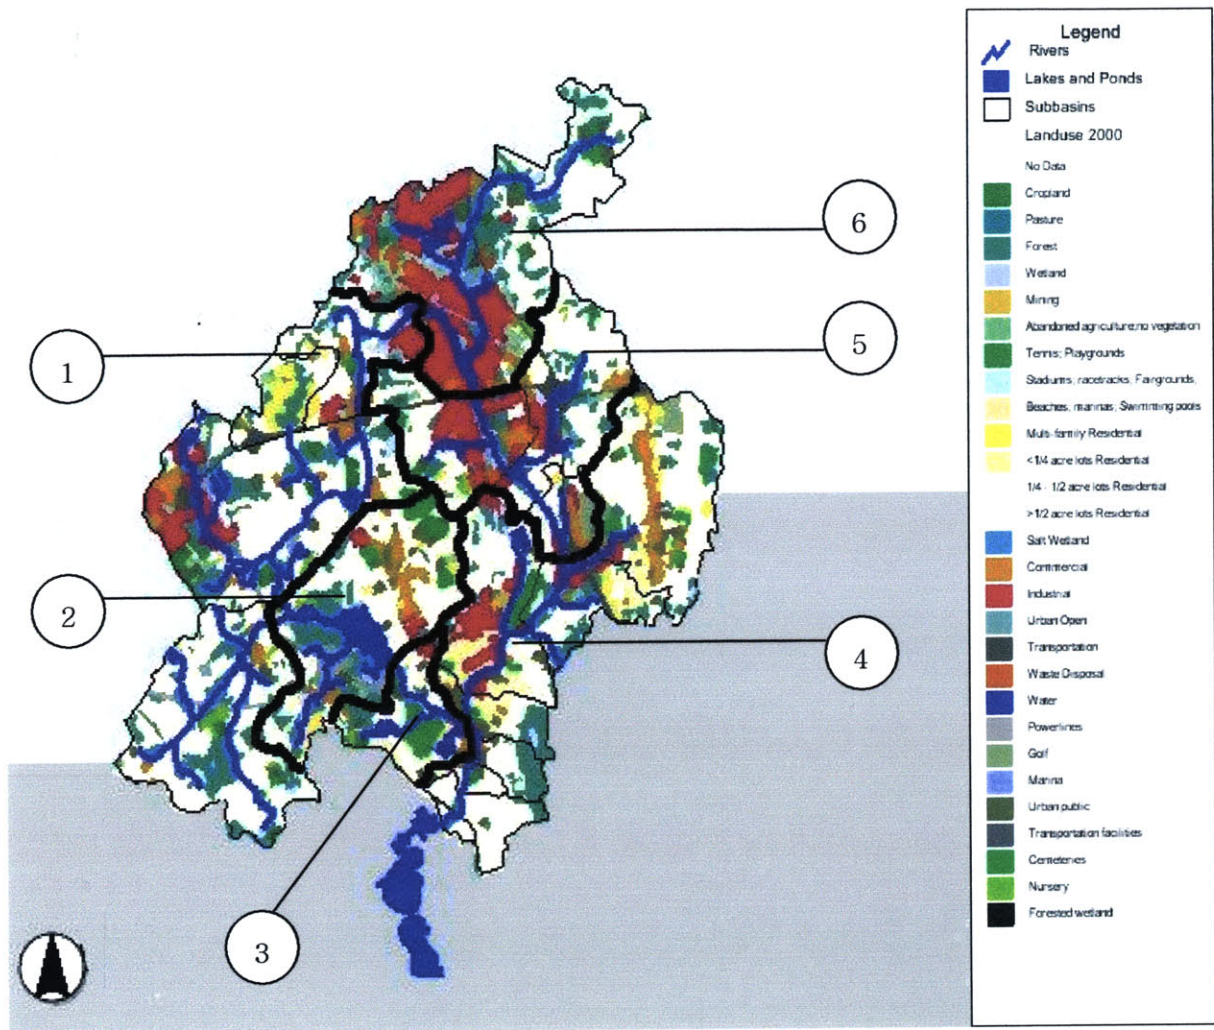 Legend
Rivers
Lakes and Ponds
Subbasins
Landuse 2000
No Data
Cropland
Pasture
Forest
Wetland
Mining
Abandoned agriculture;no vegetation
Tennis; Playgrounds
Stadiums; racetracks, Fairgrounds,
Beaches, marinas; Swimming pools
Multi-family Residential
<1/4 acre lots Residential
1/4 - 1/2 acre lots Residential
>1/2 acre lots Residential
Salt Wetland
Commercial
Industrial
Urban Open
Transportation
Waste Disposal
Water
Powerlines
Golf
Marina
Urban public
Transportation facilities
Cemeteries
Nursery
Forested wetland
6
5
1
2
4
3